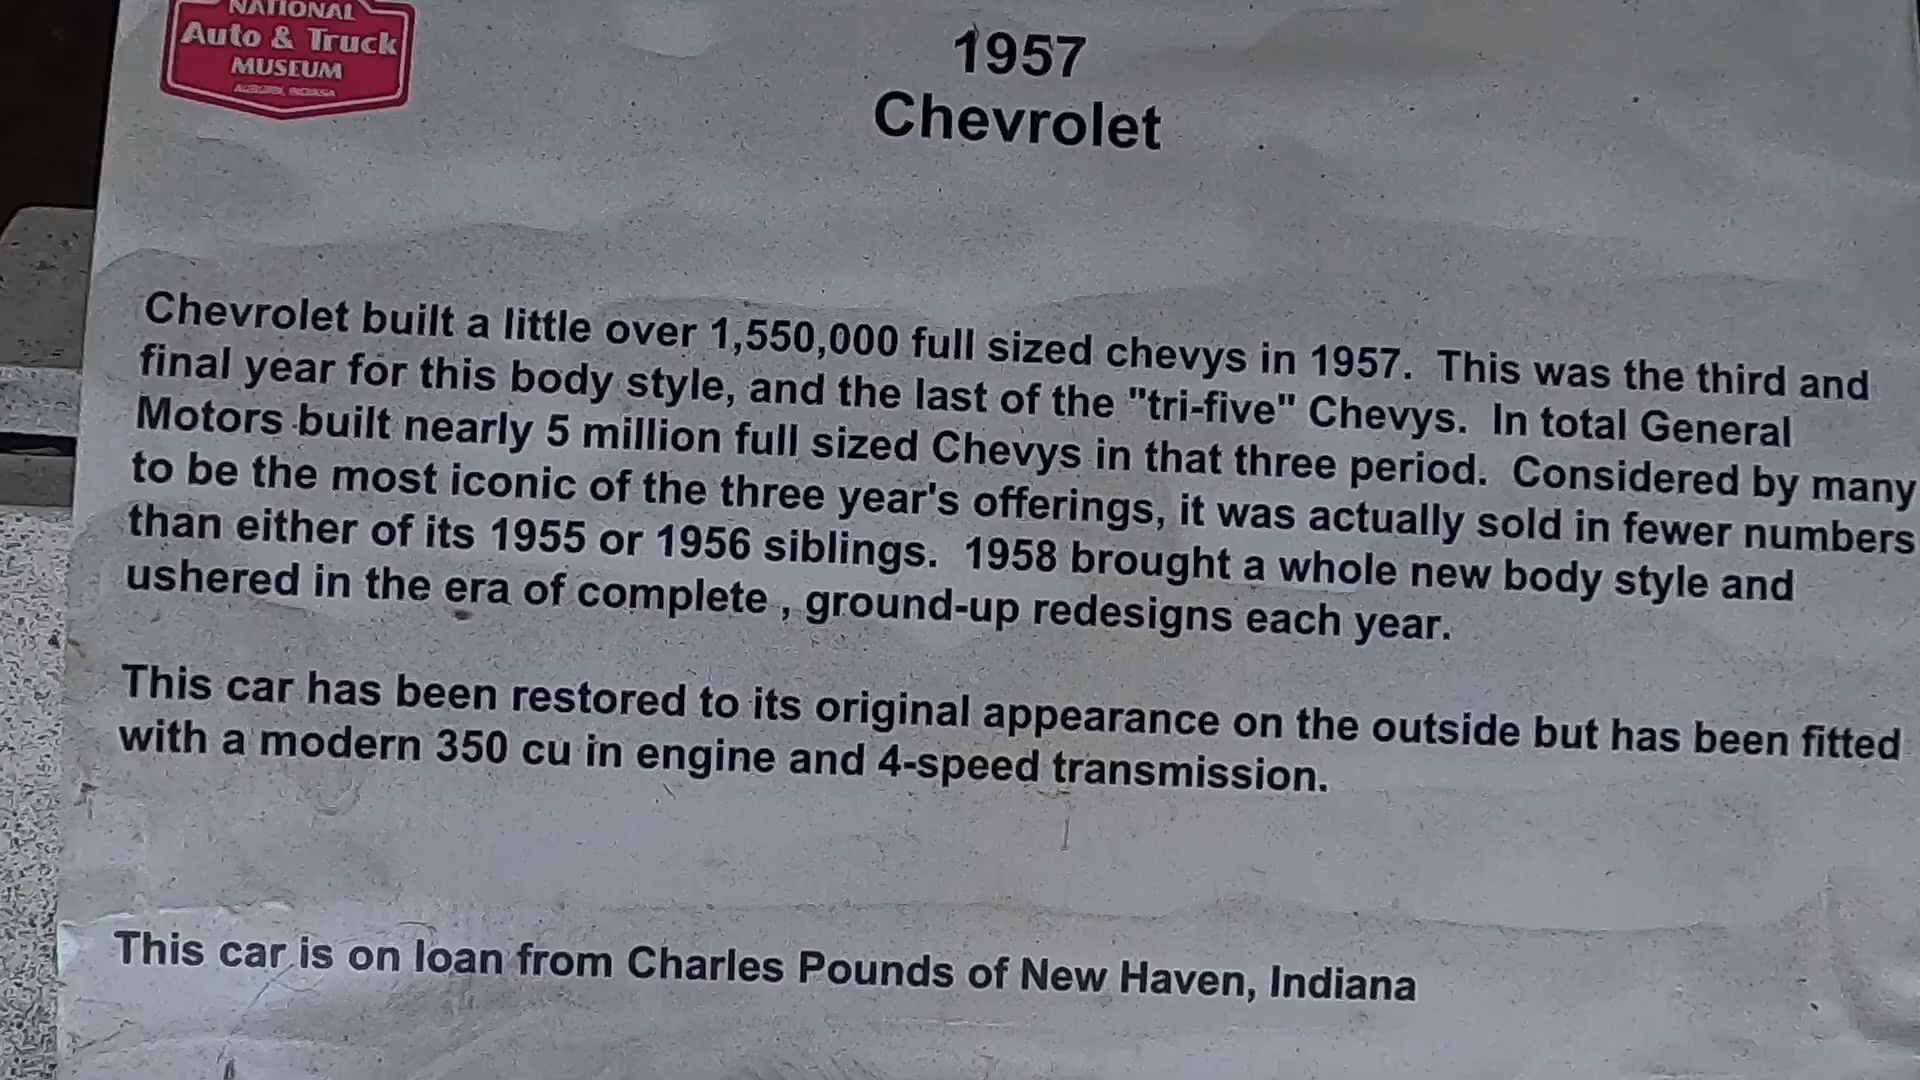 NATIONAL
Auto & Truck
MUSEUM
AUBURN, INDIANA
1957
Chevrolet
Chevrolet built a little over 1,550,000 full sized chevys in 1957. This was the third and
final year for this body style, and the last of the "tri-five" Chevys. In total General
Motors built nearly 5 million full sized Chevys in that three period. Considered by many
to be the most iconic of the three year's offerings, it was actually sold in fewer numbers
than either of its 1955 or 1956 siblings. 1958 brought a whole new body style and
ushered in the era of complete , ground-up redesigns each year.
This car has been restored to its original appearance on the outside but has been fitted
with a modern 350 cu in engine and 4-speed transmission.
This car is on loan from Charles Pounds of New Haven, Indiana